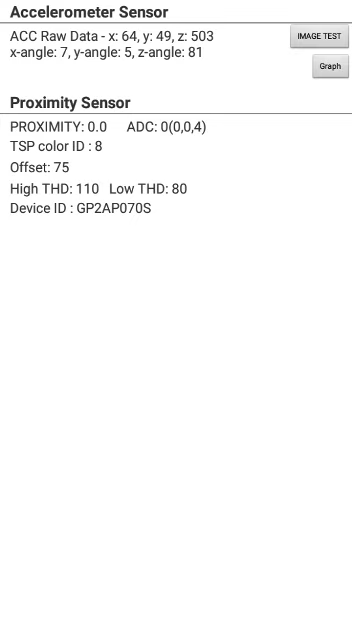 Accelerometer Sensor
ACC Raw Data - x: 64, y: 49, z: 503
x-angle: 7, y-angle: 5, z-angle: 81
IMAGE TEST
Graph
Proximity Sensor
PROXIMITY: 0.0 ADC: 0(0,0,4)
TSP color ID : 8
Offset: 75
High THD: 110 Low THD: 80
Device ID : GP2AP070S